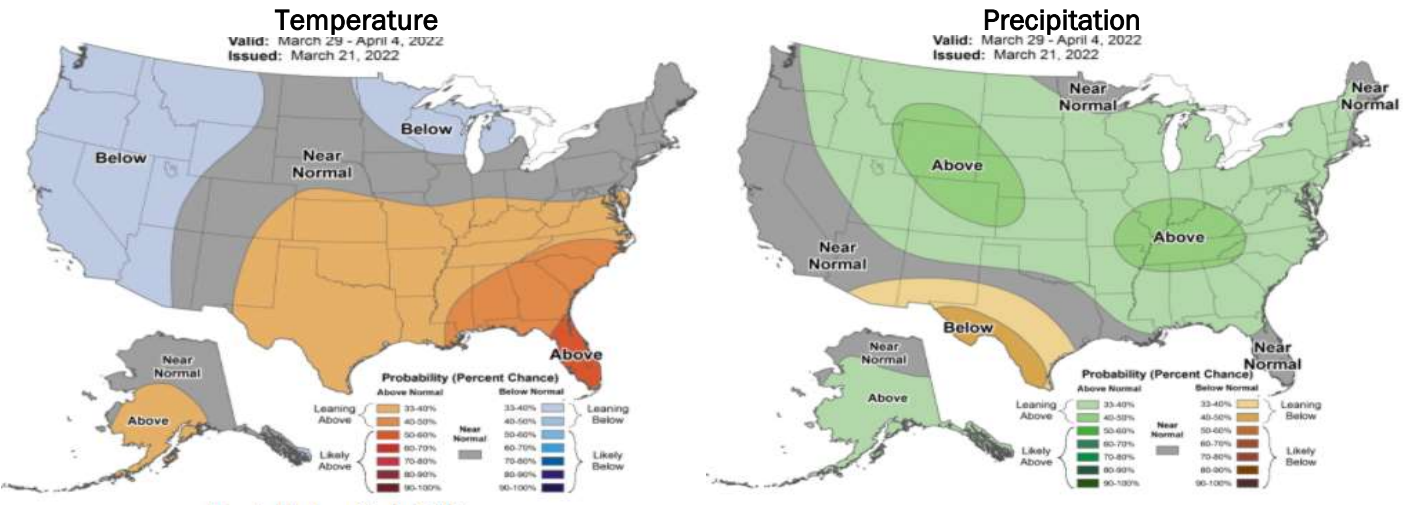 Temperature
Valid: March 29 - April 4, 2022
Issued: March 21, 2022
Below
Below
Near
Normal
Near
Normal
Above
Above
Probability (Percent Chance)
Above Normal
Below Normal
Leaning
Above
33-40%
40-50%
Near
Normal
33-40%
40-50%
Leaning
Below
Likely
Above
50-60%
60-70%
70-80%
80-90%
90-100%
50-60%
60-70%
70-80%
80-90%
90-100%
Likely
Below
Precipitation
Valid: March 29 - April 4, 2022
Issued: March 21, 2022
Near
Normal
Near
Normal
Above
Above
Near
Normal
Below
Near
Normal
Near
Normal
Above
Probability (Percent Chance)
Above Normal
Below Normal
Leaning
Above
33-40%
40-50%
Near
Normal
33-40%
40-50%
Leaning
Below
Likely
Above
50-60%
60-70%
70-80%
80-90%
90-100%
50-60%
60-70%
70-80%
80-90%
90-100%
Likely
Below